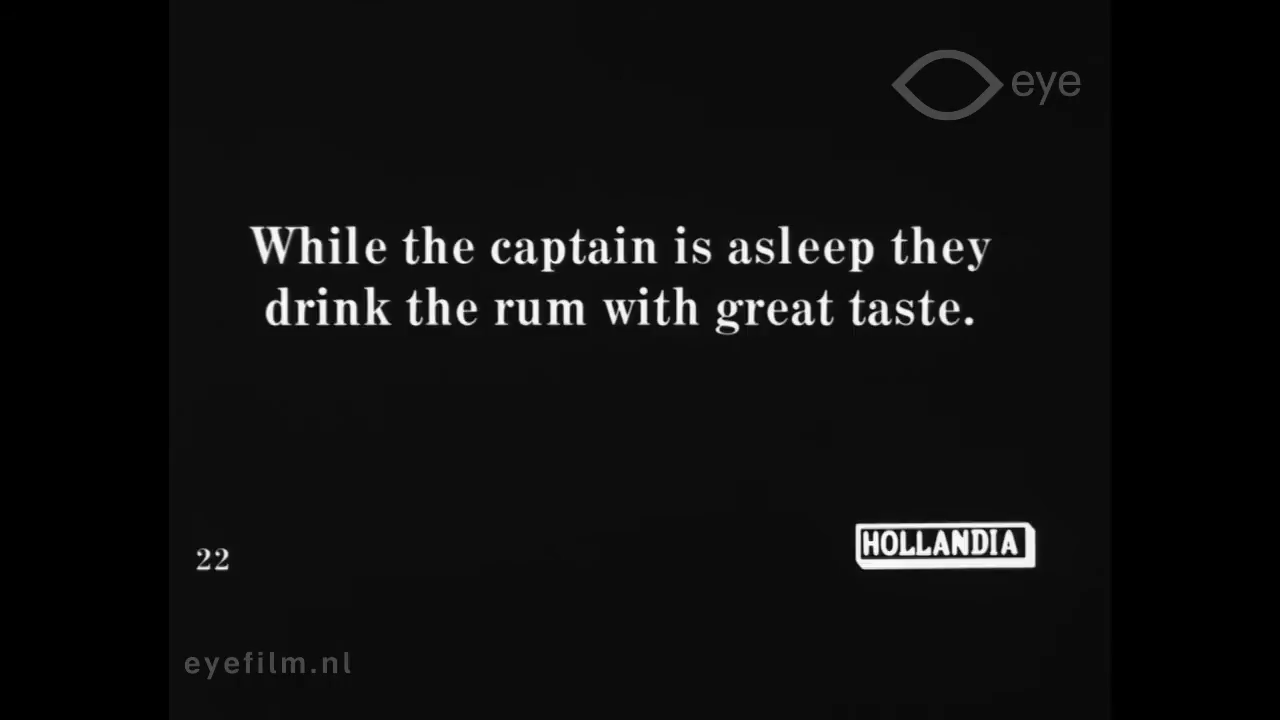 eye
While the captain is asleep they
drink the rum with great taste.
22
HOLLANDIA
eyefilm.nl